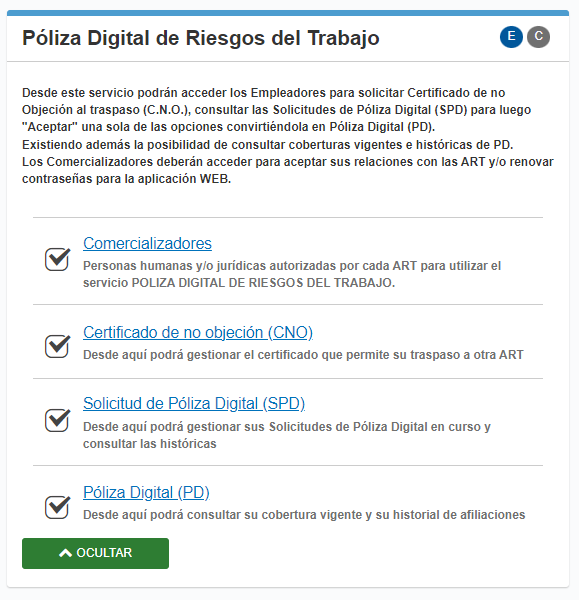 Póliza Digital de Riesgos del Trabajo E C
Desde este servicio podrán acceder los Empleadores para solicitar Certificado de no
Objeción al traspaso (C.N.O.), consultar las Solicitudes de Póliza Digital (SPD) para luego
"Aceptar" una sola de las opciones convirtiéndola en Póliza Digital (PD).
Existiendo además la posibilidad de consultar coberturas vigentes e históricas de PD.
Los Comercializadores deberán acceder para aceptar sus relaciones con las ART y/o renovar
contraseñas para la aplicación WEB.
Comercializadores
Personas humanas y/o jurídicas autorizadas por cada ART para utilizar el
servicio POLIZA DIGITAL DE RIESGOS DEL TRABAJO.
Certificado de no objeción (CNO)
Desde aquí podrá gestionar el certificado que permite su traspaso a otra ART
Solicitud de Póliza Digital (SPD)
Desde aquí podrá gestionar sus Solicitudes de Póliza Digital en curso y
consultar las históricas
Póliza Digital (PD)
Desde aquí podrá consultar su cobertura vigente y su historial de afiliaciones
OCULTAR